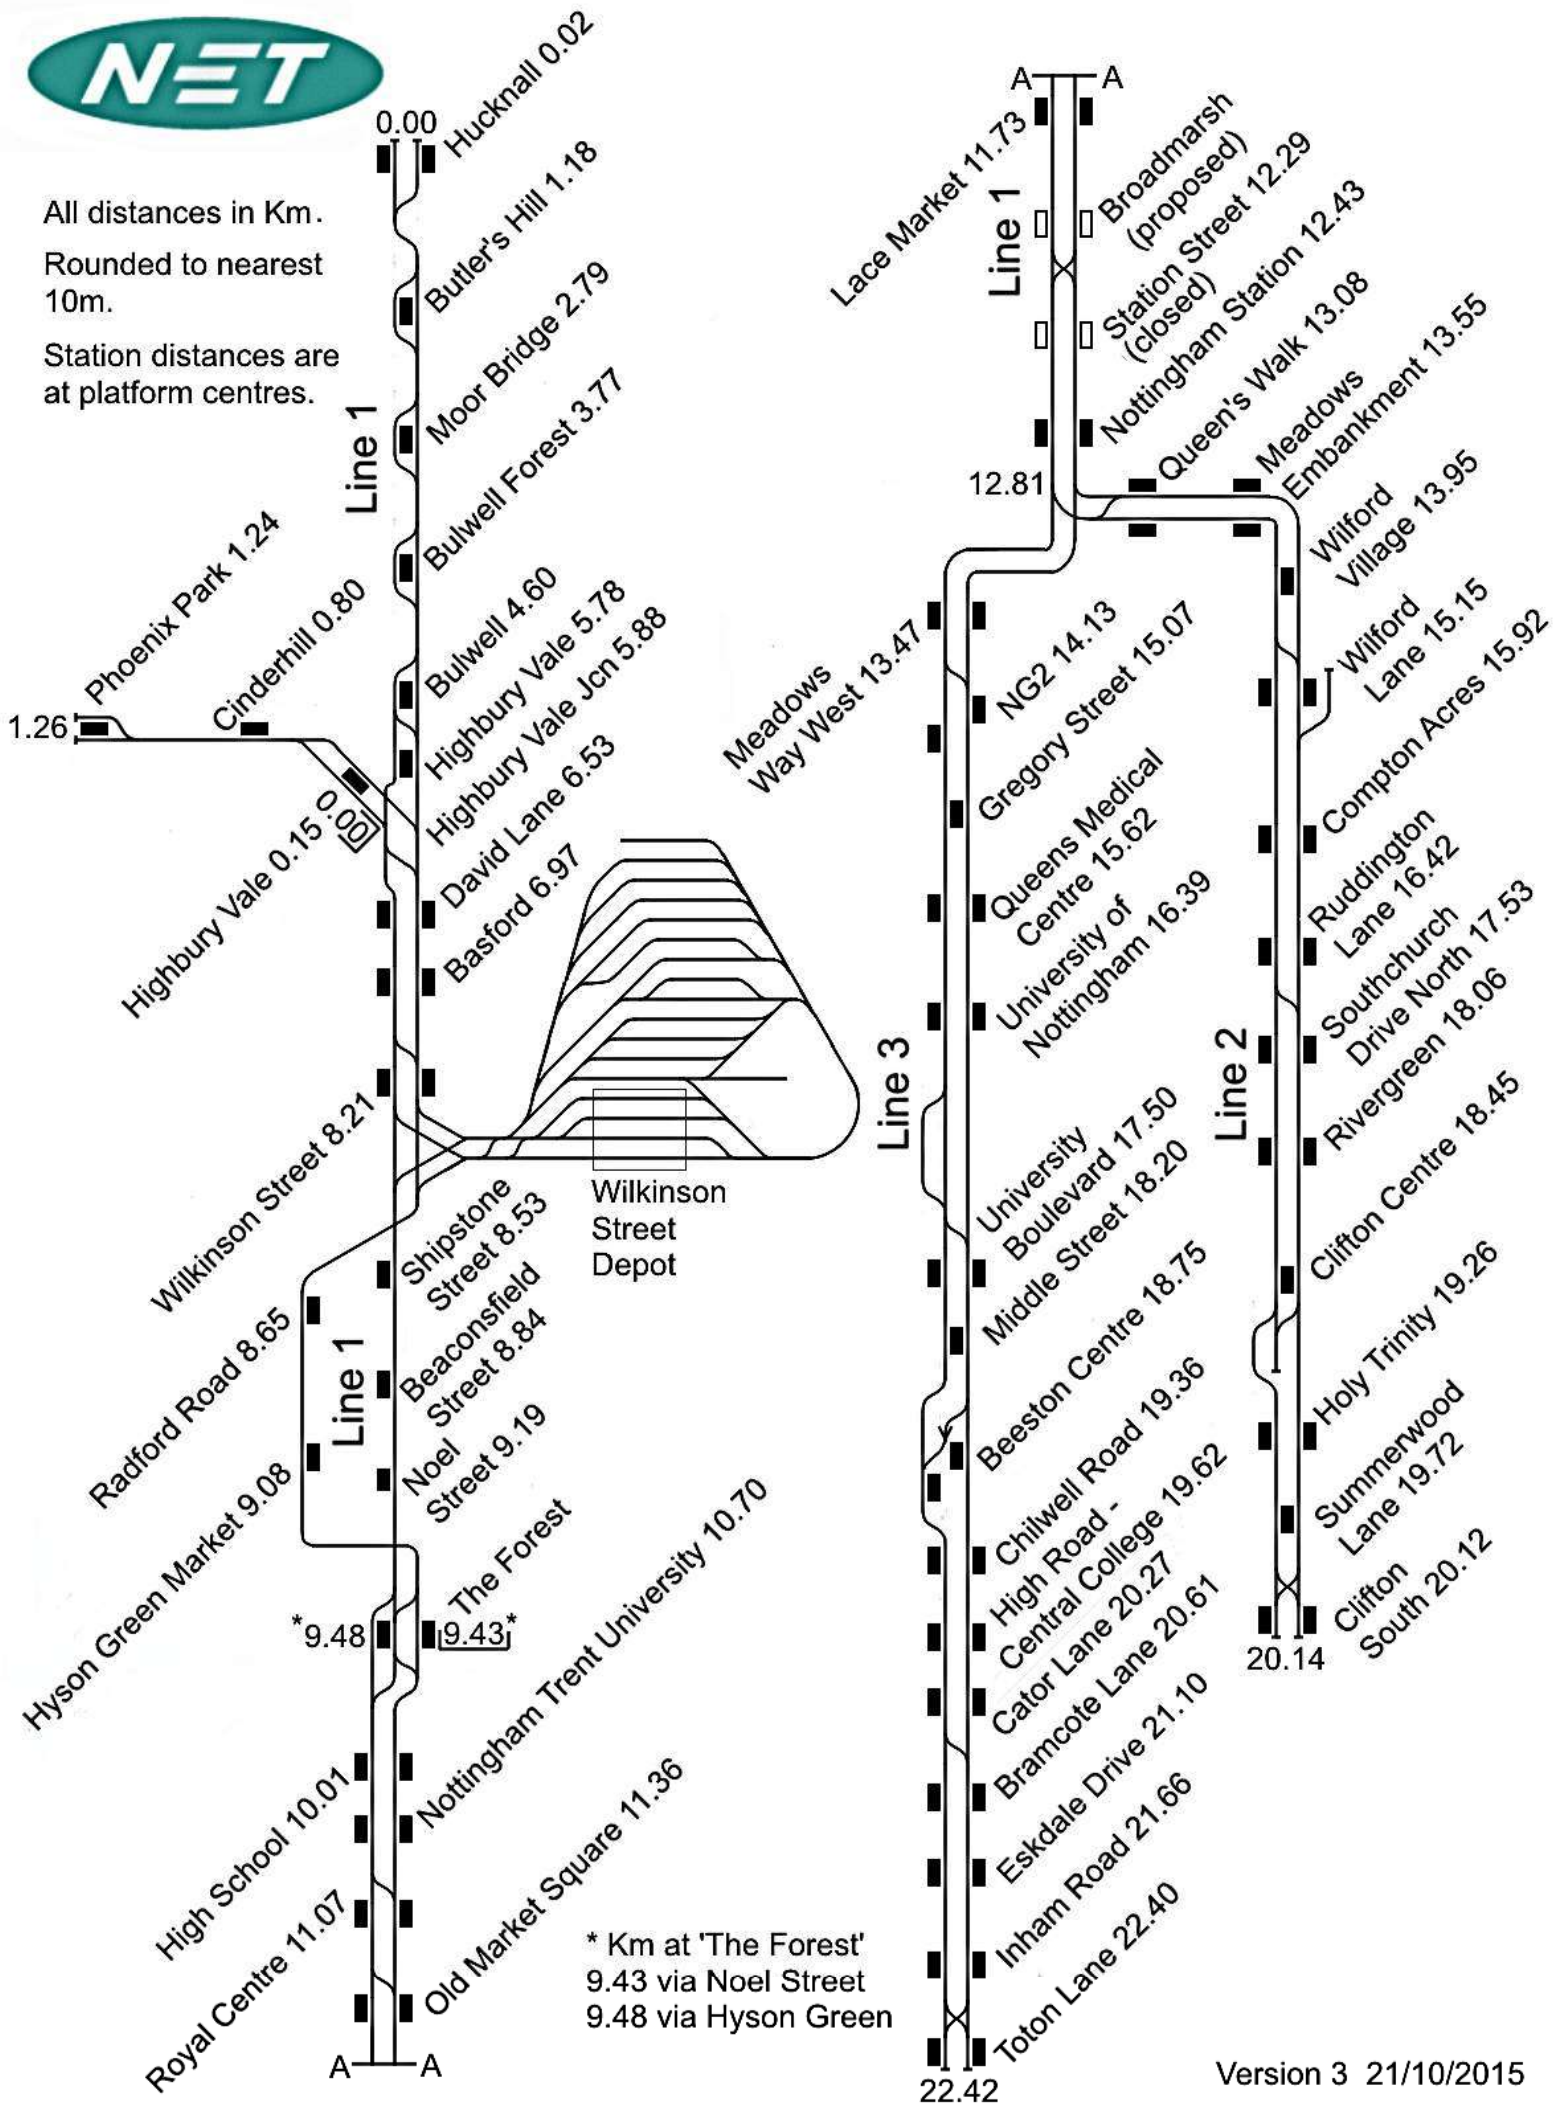 NET
All distances in Km.
Rounded to nearest
10m.
Station distances are
at platform centres.
0.00
Hucknall 0.02
Butler's Hill 1.18
Moor Bridge 2.79
Line 1
Bulwell Forest 3.77
Phoenix Park 1.24
1.26
Cinderhill 0.80
Bulwell 4.60
Highbury Vale 5.78
Highbury Vale Jcn 5.88
0.00
Highbury Vale 0.15
David Lane 6.53
Basford 6.97
Wilkinson Street 8.21
Wilkinson
Street
Depot
Shipstone
Street 8.53
Radford Road 8.65
Line 1
Beaconsfield
Street 8.84
Hyson Green Market 9.08
Noel
Street 9.19
The Forest
*9.48
9.43*
High School 10.01
Nottingham Trent University 10.70
Royal Centre 11.07
Old Market Square 11.36
A A
* Km at 'The Forest'
9.43 via Noel Street
9.48 via Hyson Green
A A
Lace Market 11.73
Line 1
Broadmarsh
(proposed)
Station Street 12.29
(closed)
Nottingham Station 12.43
12.81
Queen's Walk 13.08
Meadows
Embankment 13.55
Wilford
Village 13.95
Wilford
Lane 15.15
Compton Acres 15.92
Ruddington
Lane 16.42
Southchurch
Drive North 17.53
Line 2
Rivergreen 18.06
Clifton Centre 18.45
Holy Trinity 19.26
Summerwood
Lane 19.72
Clifton
South 20.12
20.14
Meadows
Way West 13.47
NG2 14.13
Gregory Street 15.07
Queens Medical
Centre 15.62
University of
Nottingham 16.39
Line 3
University
Boulevard 17.50
Middle Street 18.20
Beeston Centre 18.75
Chilwell Road 19.36
High Road -
Central College 19.62
Cator Lane 20.27
Bramcote Lane 20.61
Eskdale Drive 21.10
Inham Road 21.66
Toton Lane 22.40
22.42
Version 3 21/10/2015